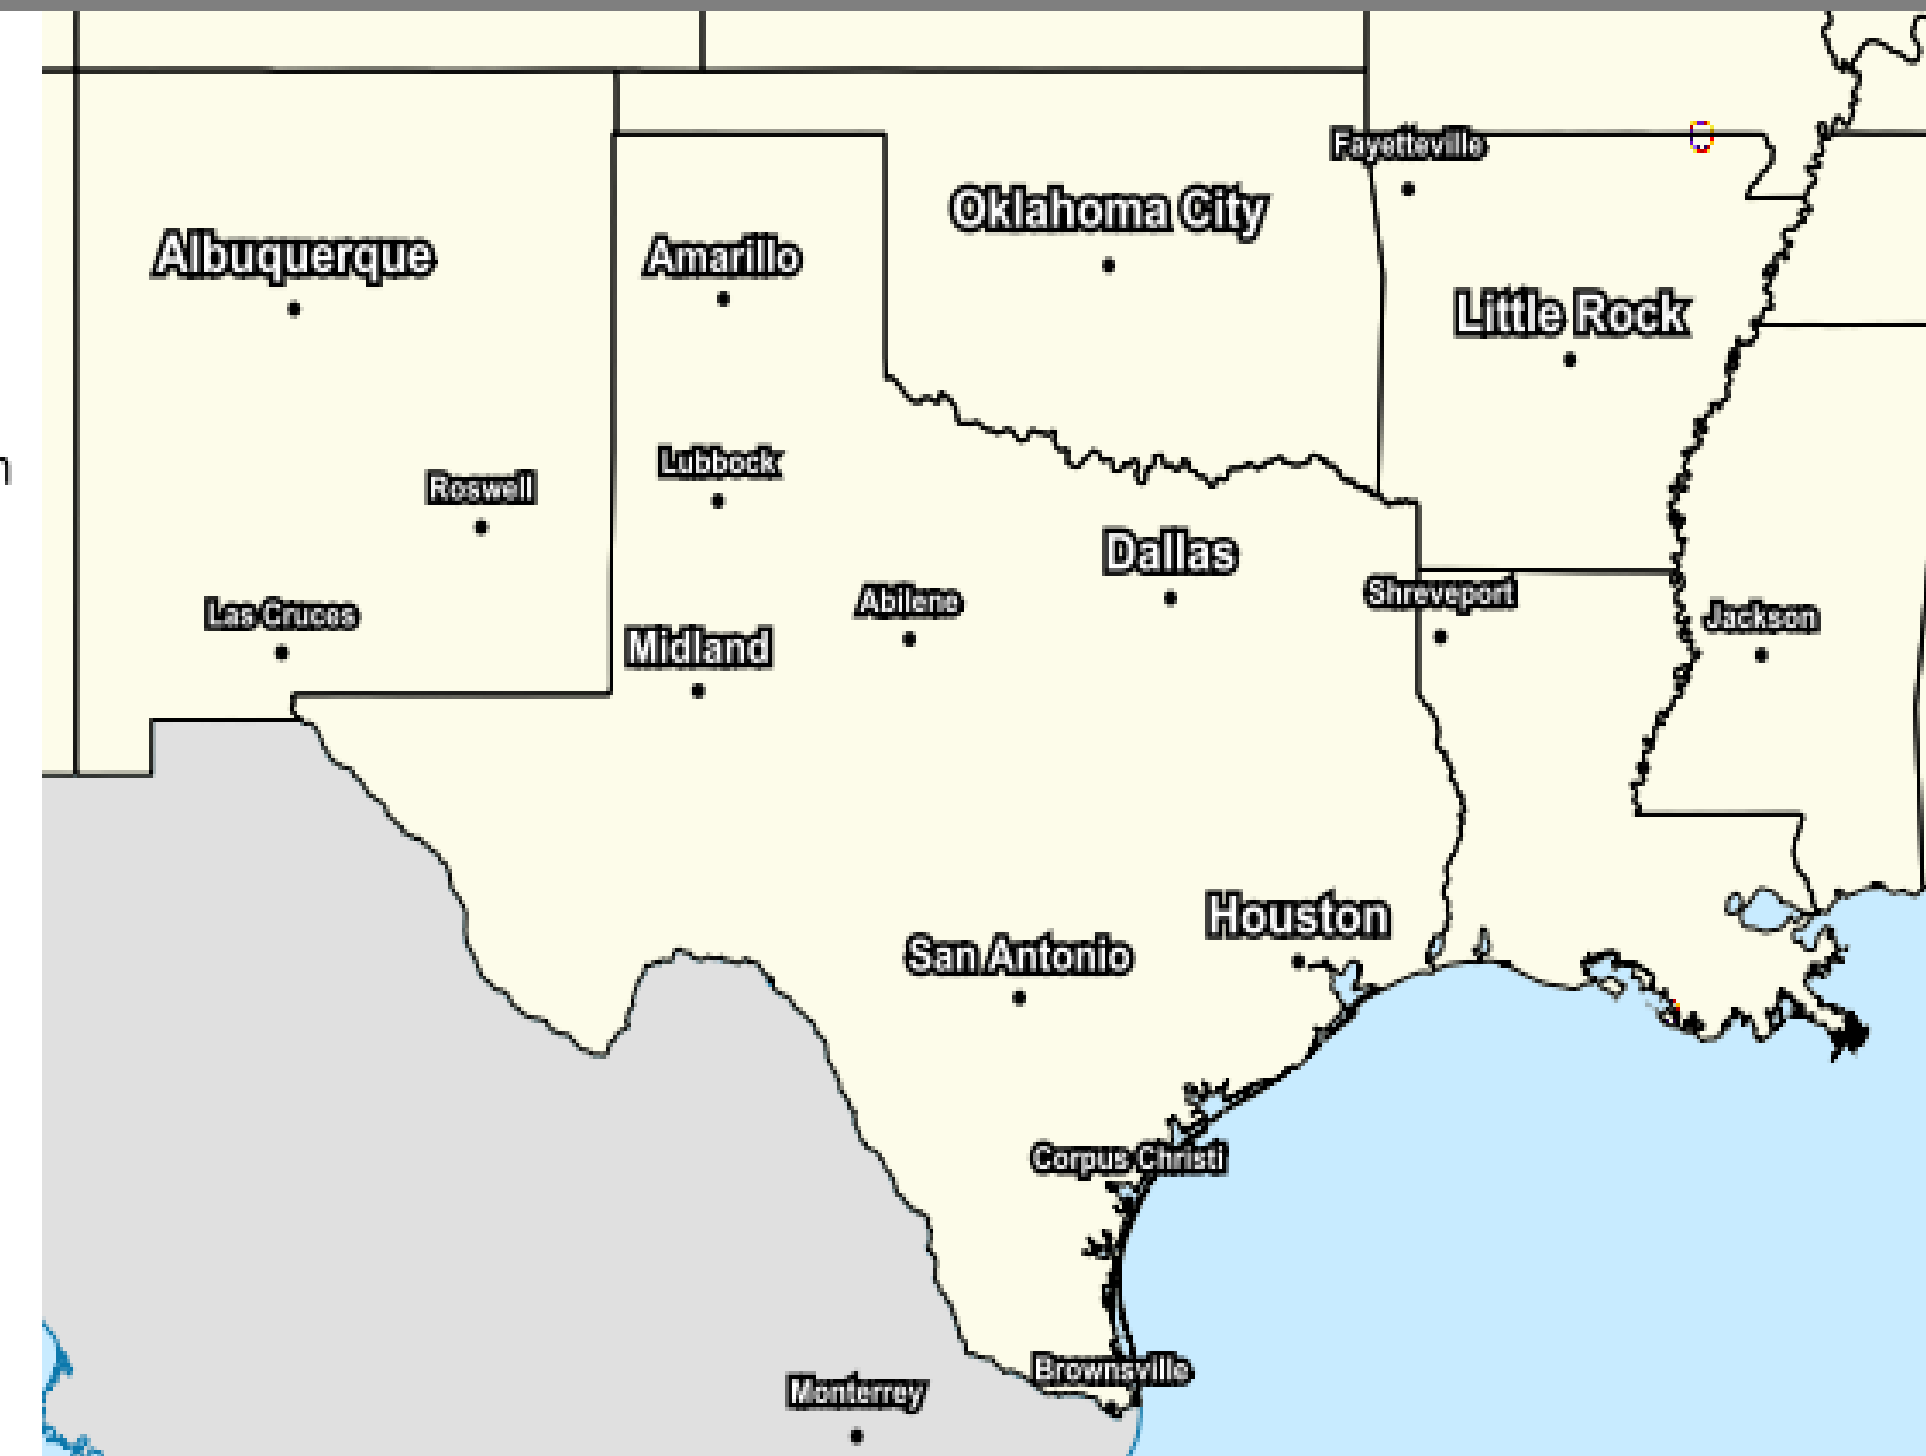 Fayetteville
Oklahoma City
Albuquerque
Amarillo
Little Rock
Lubbock
Roswell
Dallas
Abilene
Shreveport
Las Cruces
Jackson
Midland
Houston
San Antonio
Corpus Christi
Brownsville
Monterrey